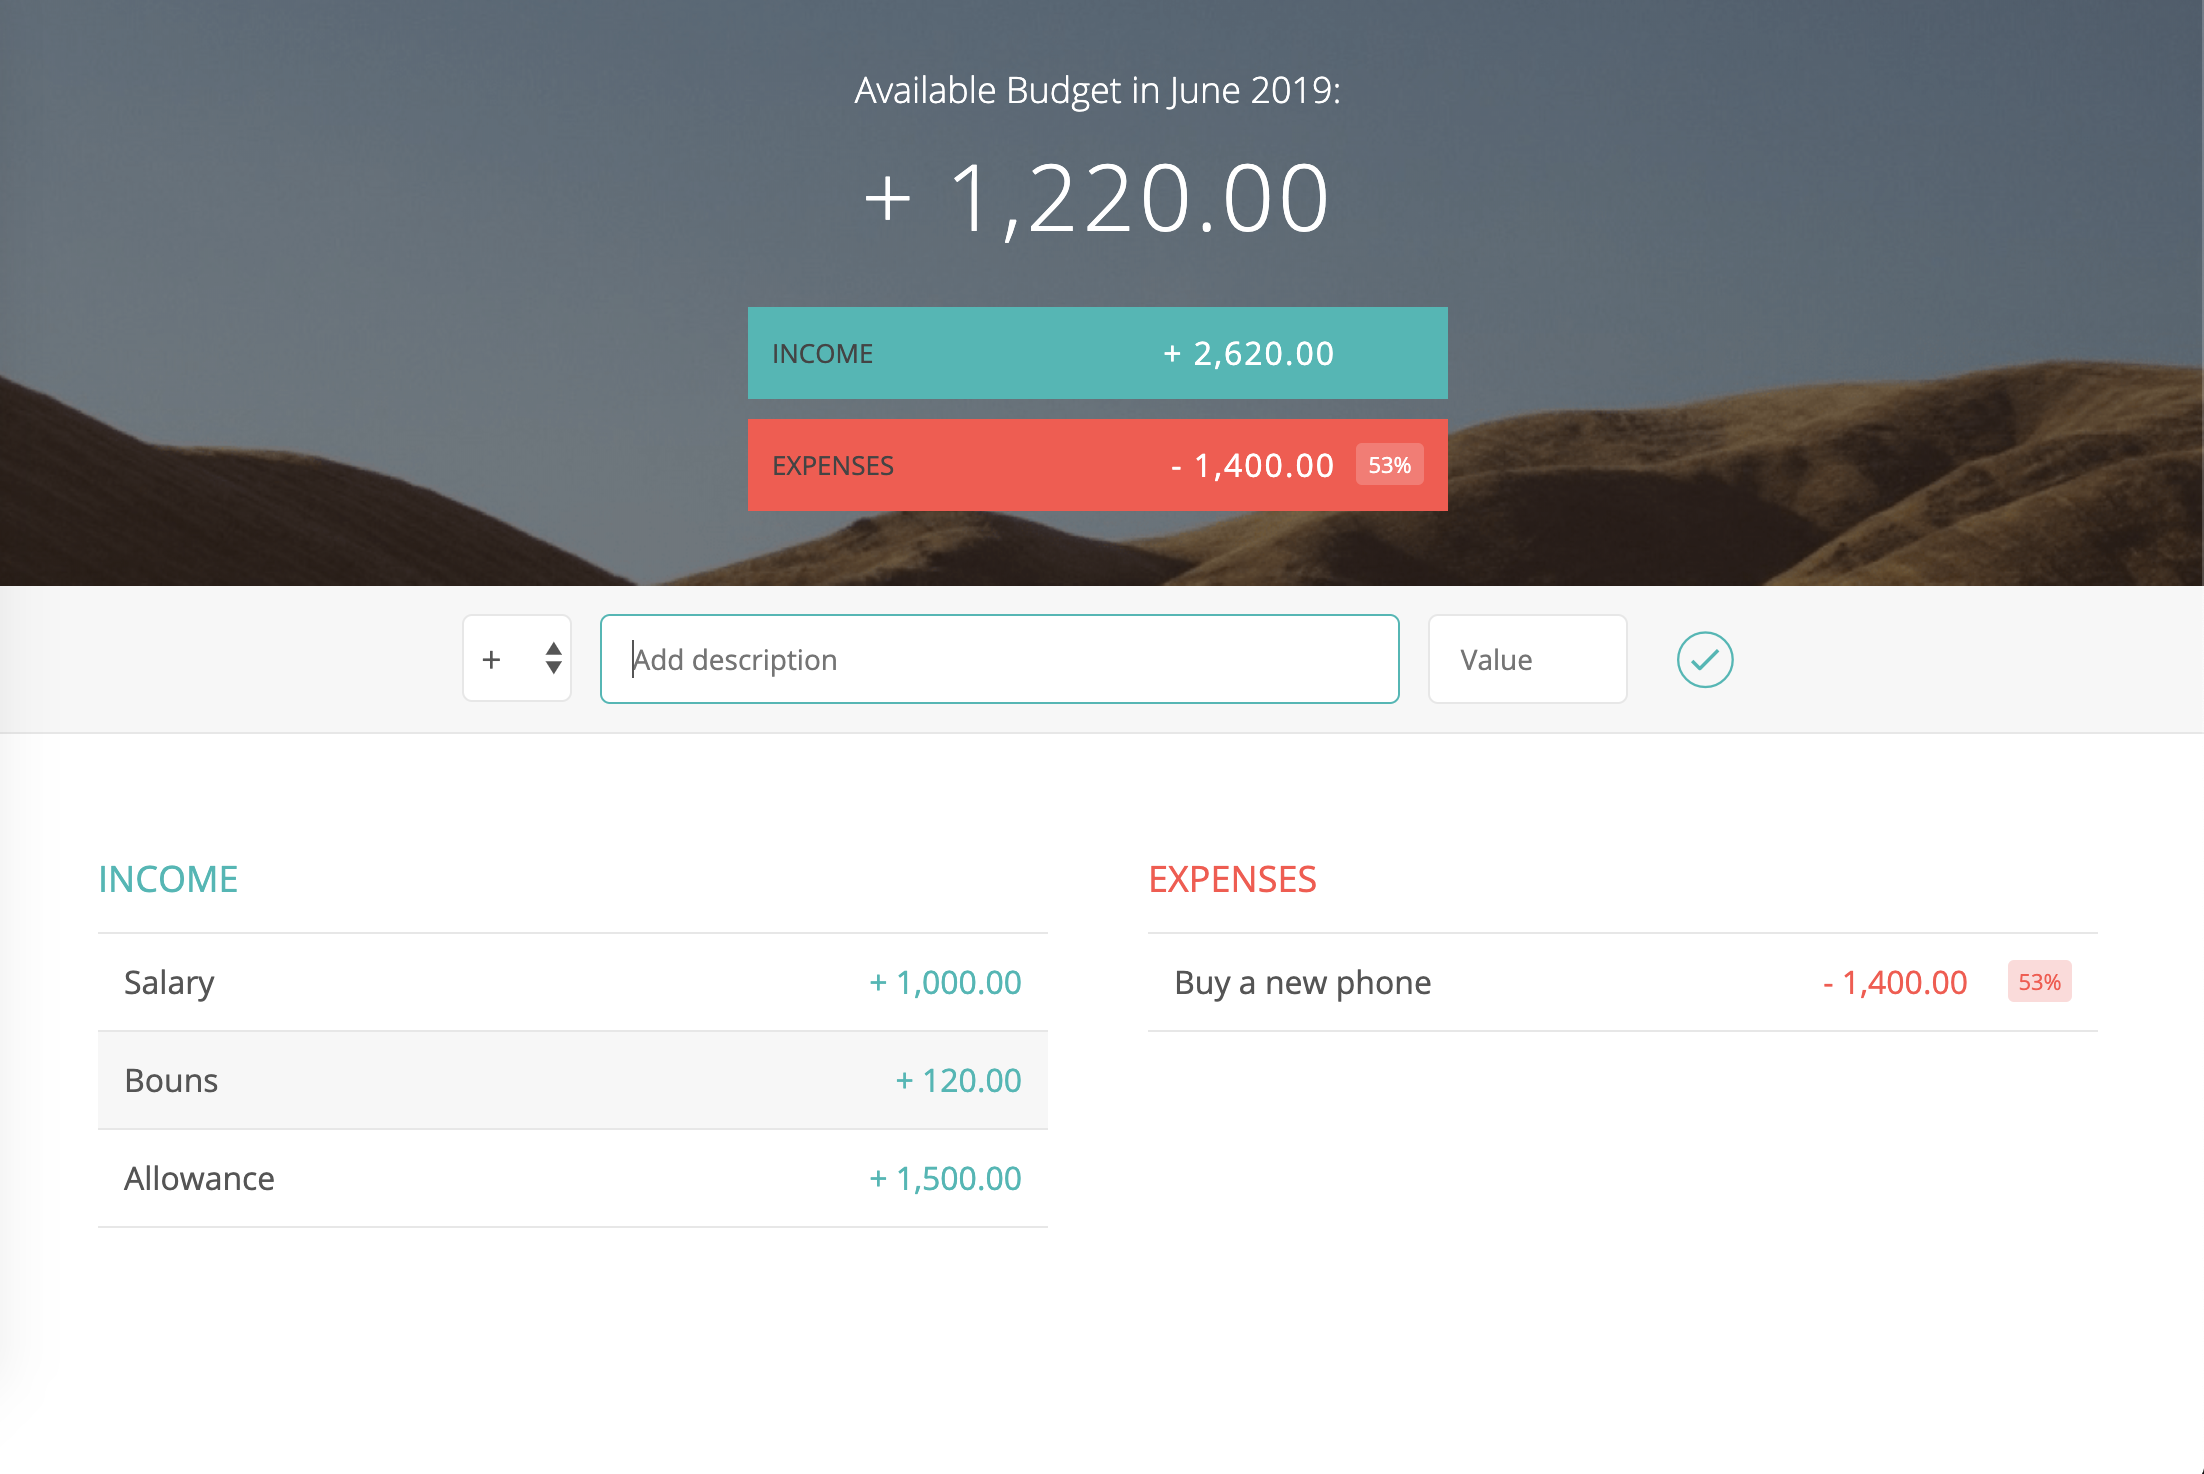 Available Budget in June 2019:
+ 1,220.00
INCOME + 2,620.00
EXPENSES - 1,400.00 53%
+ Add description Value
INCOME
Salary + 1,000.00
Bouns + 120.00
Allowance + 1,500.00
EXPENSES
Buy a new phone - 1,400.00 53%